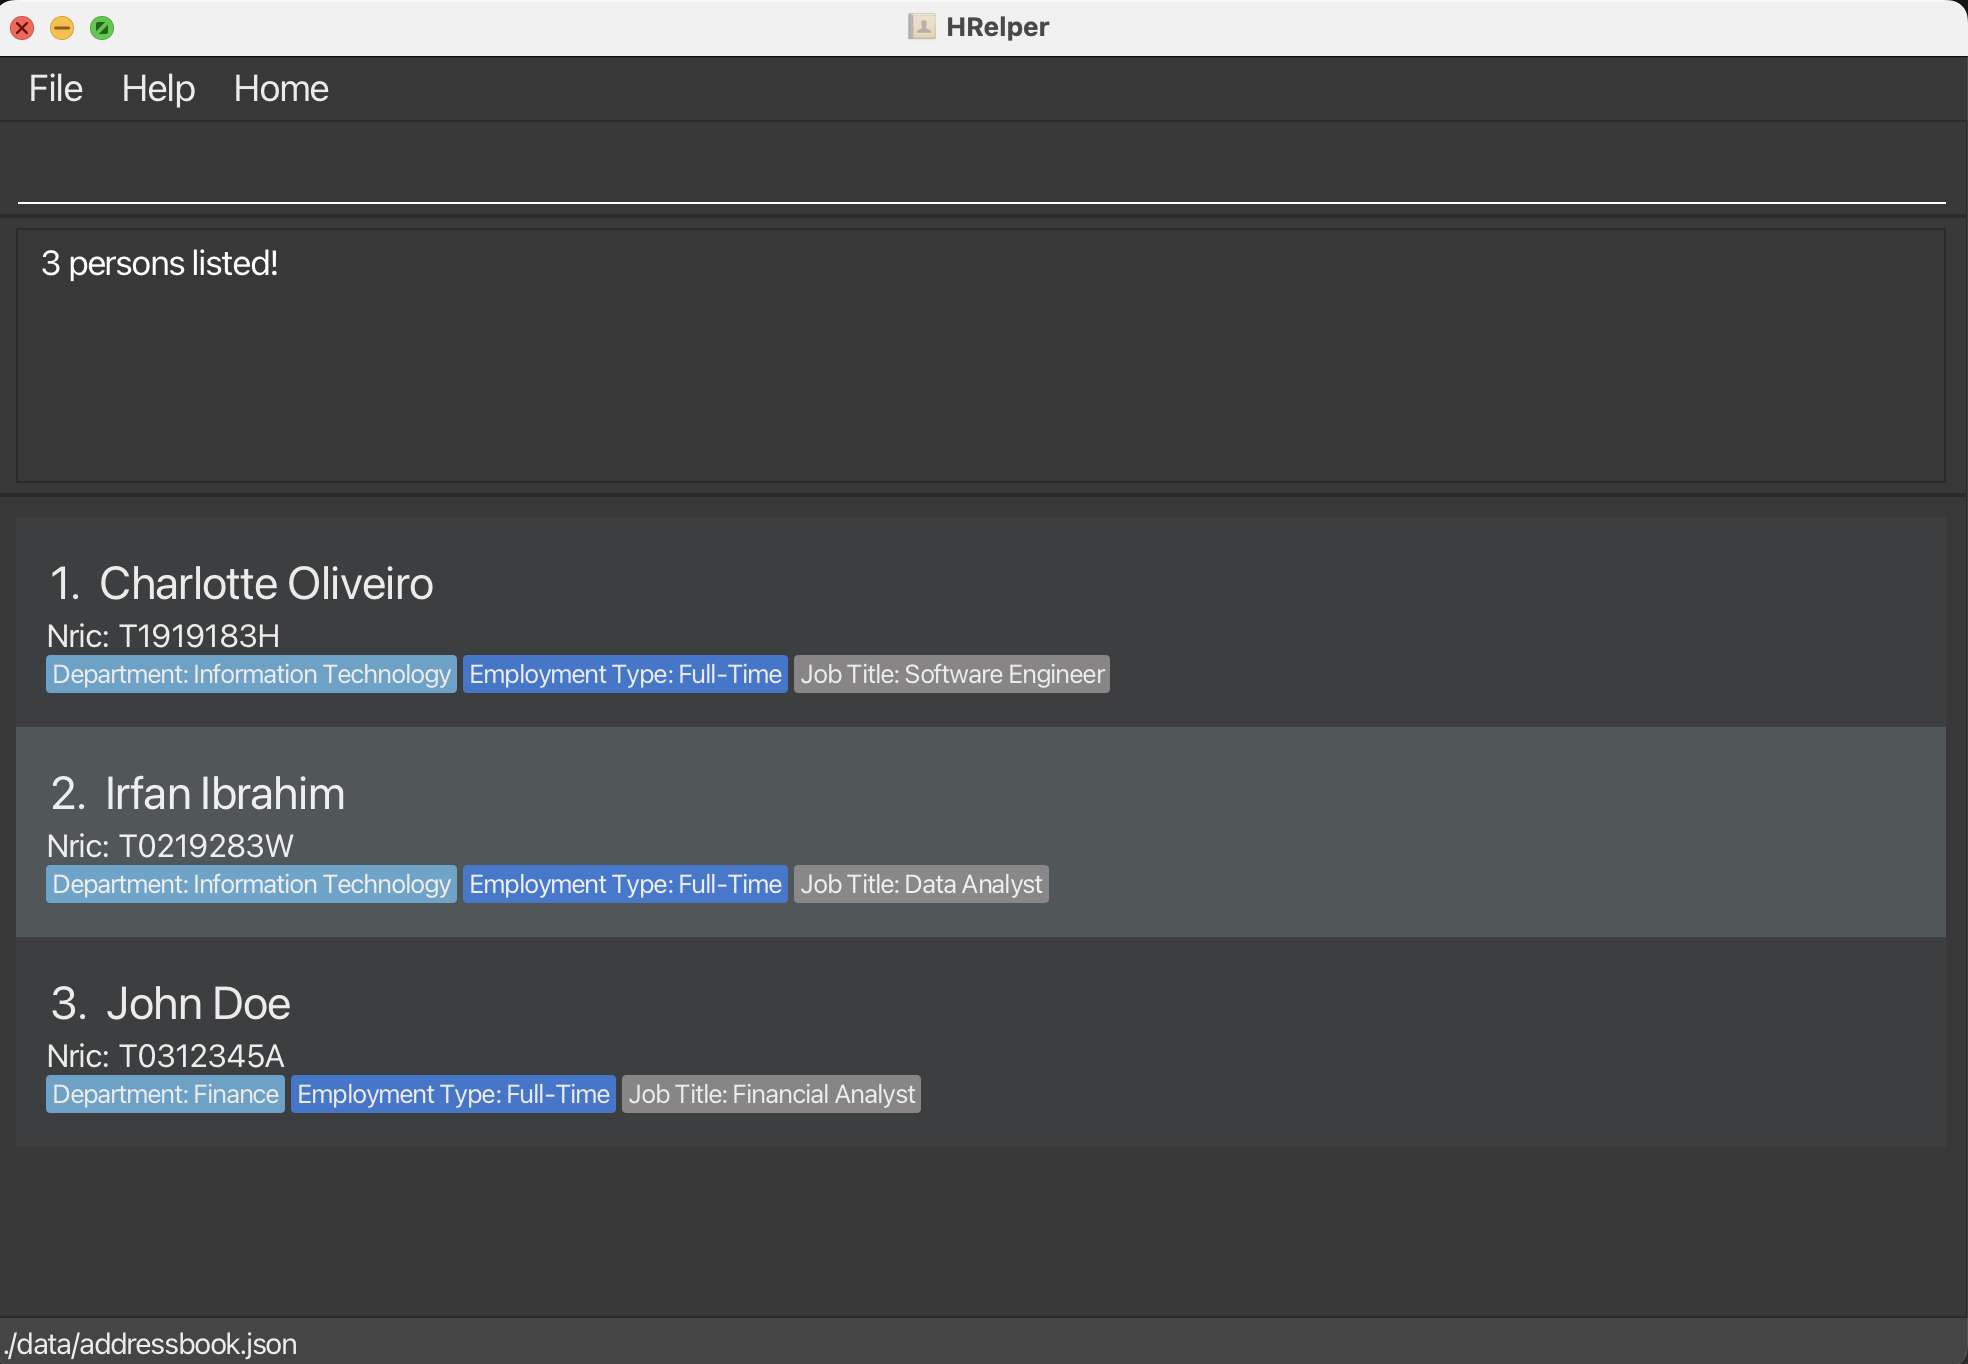 HRelper
File Help Home
3 persons listed!
1. Charlotte Oliveiro
Nric: T1919183H
Department: Information Technology Employment Type: Full-Time Job Title: Software Engineer
2. Irfan Ibrahim
Nric: T0219283W
Department: Information Technology Employment Type: Full-Time Job Title: Data Analyst
3. John Doe
Nric: T0312345A
Department: Finance Employment Type: Full-Time Job Title: Financial Analyst
./data/addressbook.json